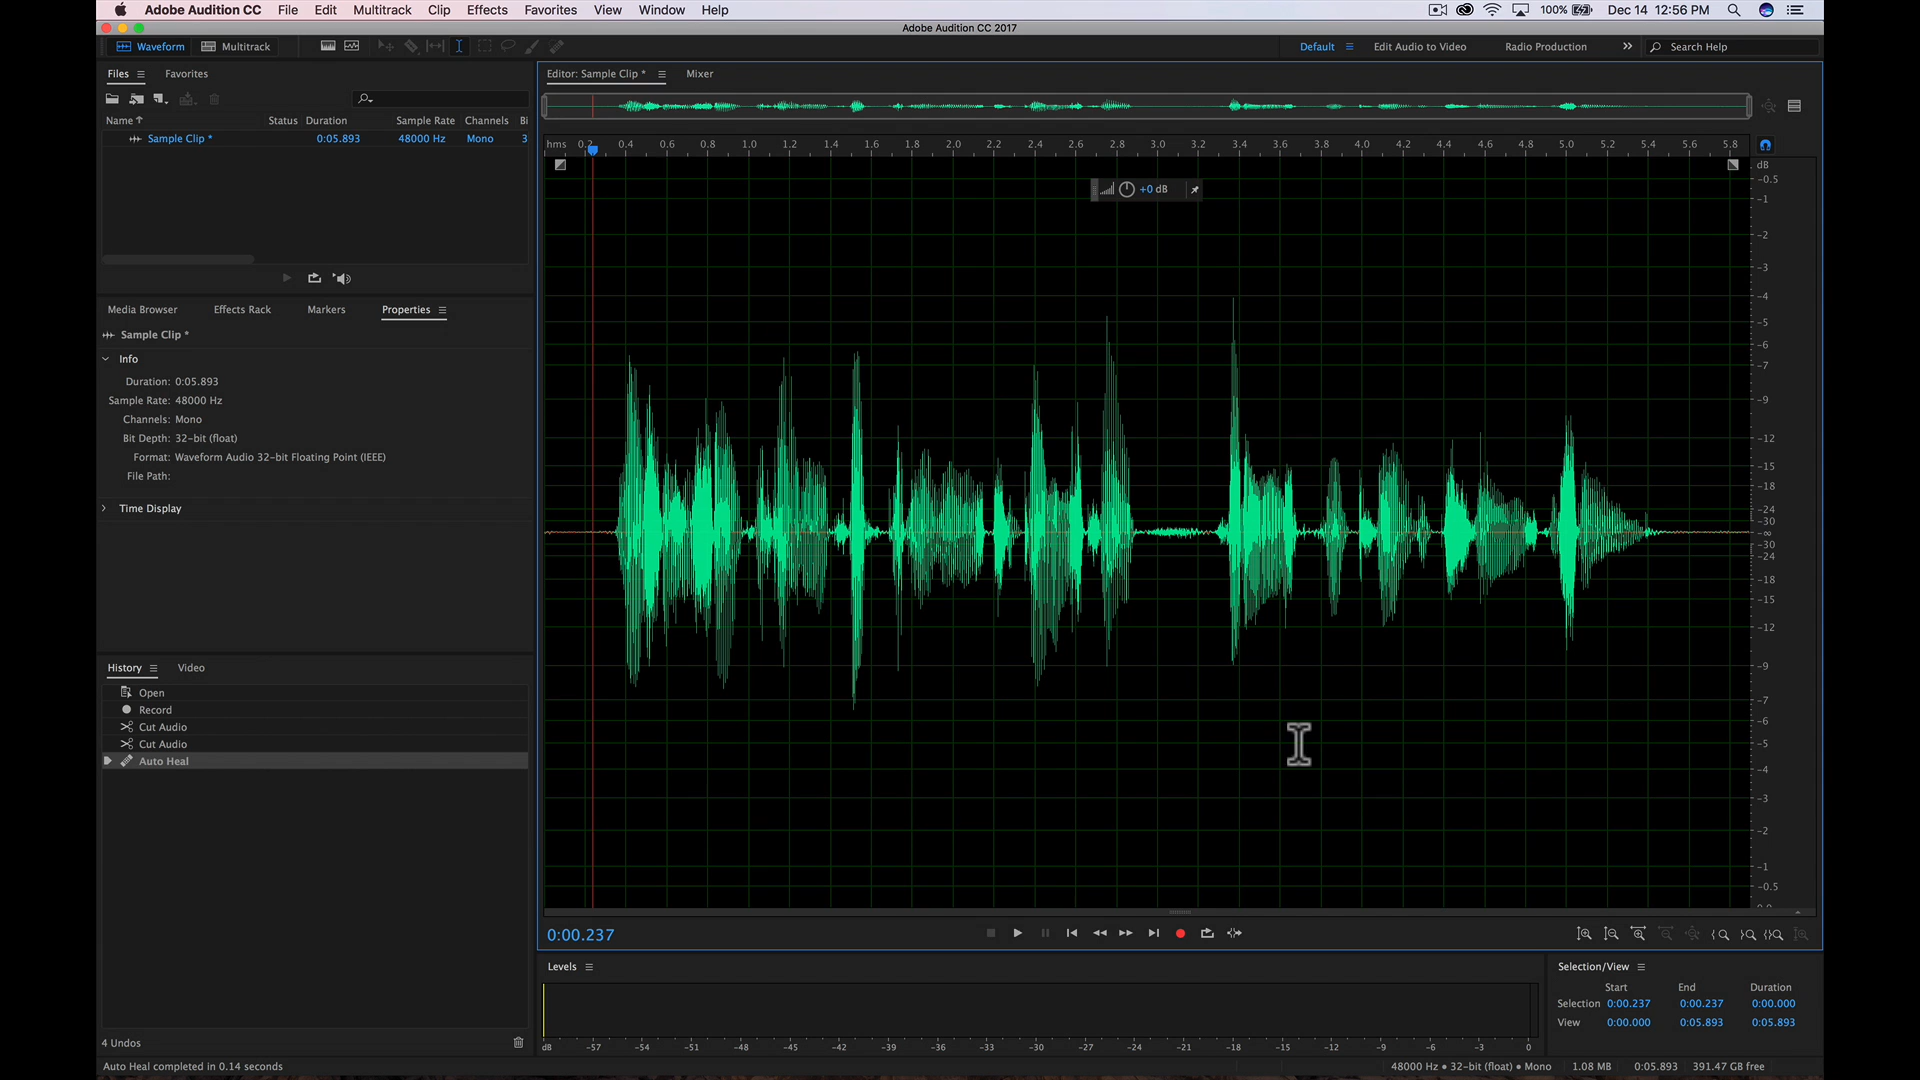 Adobe Audition CC File Edit Multitrack Clip Effects Favorites View Window Help 100% Dec 14 12:56 PM
Adobe Audition CC 2017
Waveform Multitrack Default Edit Audio to Video Radio Production Search Help
Files Favorites
Name Status Duration Sample Rate Channels Bi
Sample Clip * 0:05.893 48000 Hz Mono 3
Media Browser Effects Rack Markers Properties
Sample Clip *
Info
Duration: 0:05.893
Sample Rate: 48000 Hz
Channels: Mono
Bit Depth: 32-bit (float)
Format: Waveform Audio 32-bit Floating Point (IEEE)
File Path:
Time Display
History Video
Open
Record
Cut Audio
Cut Audio
Auto Heal
4 Undos
Auto Heal completed in 0.14 seconds
Editor: Sample Clip * Mixer
hms 0.2 0.4 0.6 0.8 1.0 1.2 1.4 1.6 1.8 2.0 2.2 2.4 2.6 2.8 3.0 3.2 3.4 3.6 3.8 4.0 4.2 4.4 4.6 4.8 5.0 5.2 5.4 5.6 5.8
+0 dB
dB
-0.5
-1
-2
-3
-4
-5
-6
-7
-9
-12
-15
-18
-24
-30
-∞
-30
-24
-18
-15
-12
-9
-7
-6
-5
-4
-3
-2
-1
-0.5
0:00.237
Levels
dB -57 -54 -51 -48 -45 -42 -39 -36 -33 -30 -27 -24 -21 -18 -15 -12 -9 -6 -3 0
Selection/View
Start End Duration
Selection 0:00.237 0:00.237 0:00.000
View 0:00.000 0:05.893 0:05.893
48000 Hz • 32-bit (float) • Mono 1.08 MB 0:05.893 391.47 GB free